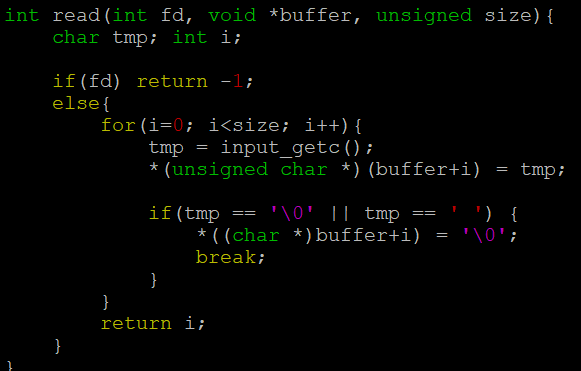 int read(int fd, void *buffer, unsigned size){
    char tmp; int i;

    if(fd) return -1;
    else{
        for(i=0; i<size; i++){
            tmp = input_getc();
            *(unsigned char *)(buffer+i) = tmp;

            if(tmp == '\0' || tmp == ' ') {
                *((char *)buffer+i) = '\0';
                break;
            }
        }
        return i;
    }
}